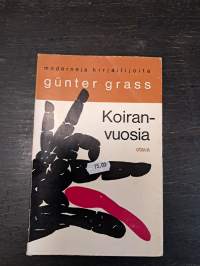 moderneja kirjailijoita
günter grass
Koiran-
vuosia
otava